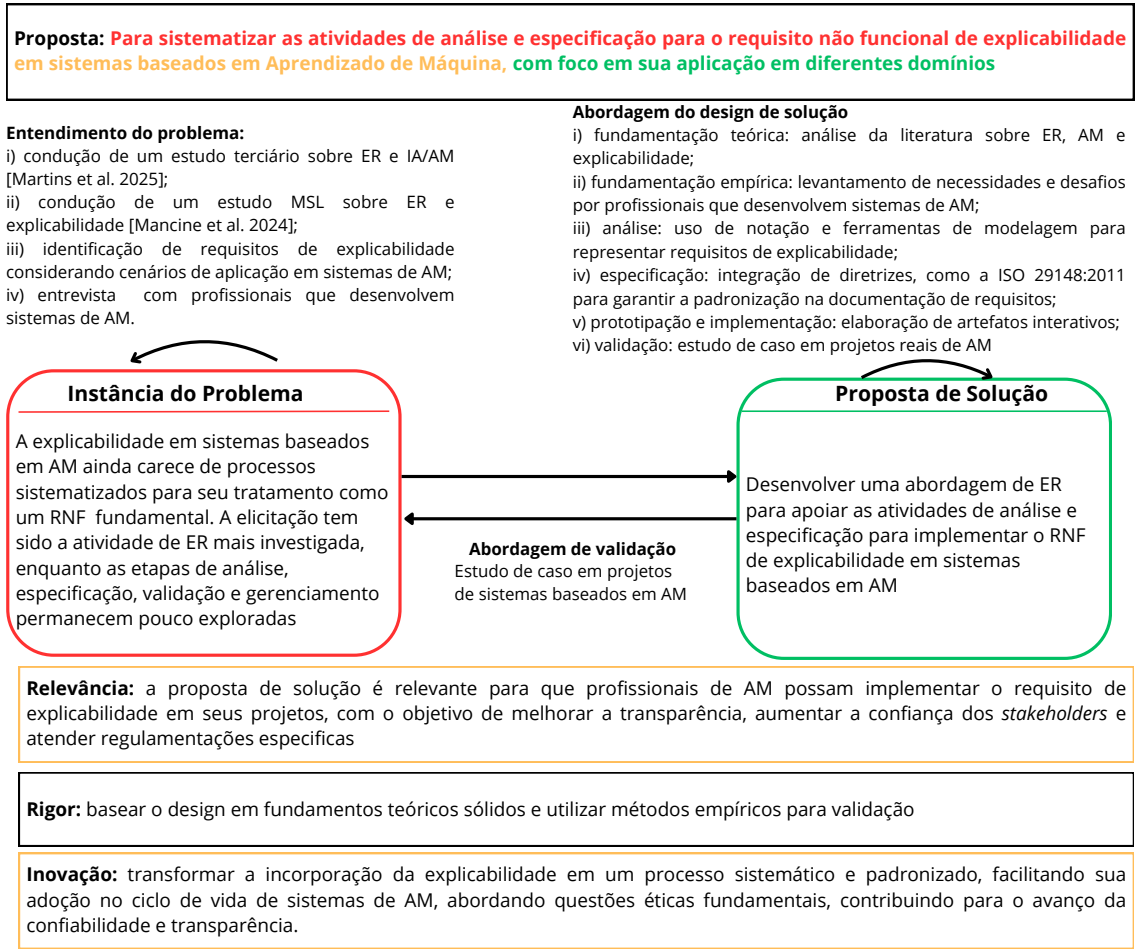 Proposta: Para sistematizar as atividades de análise e especificação para o requisito não funcional de explicabilidade
em sistemas baseados em Aprendizado de Máquina, com foco em sua aplicação em diferentes domínios
Entendimento do problema:
i) condução de um estudo terciário sobre ER e IA/AM
[Martins et al. 2025];
ii) condução de um estudo MSL sobre ER e
explicabilidade [Mancine et al. 2024];
iii) identificação de requisitos de explicabilidade
considerando cenários de aplicação em sistemas de AM;
iv) entrevista com profissionais que desenvolvem
sistemas de AM.
Abordagem do design de solução
i) fundamentação teórica: análise da literatura sobre ER, AM e
explicabilidade;
ii) fundamentação empírica: levantamento de necessidades e desafios
por profissionais que desenvolvem sistemas de AM;
iii) análise: uso de notação e ferramentas de modelagem para
representar requisitos de explicabilidade;
iv) especificação: integração de diretrizes, como a ISO 29148:2011
para garantir a padronização na documentação de requisitos;
v) prototipação e implementação: elaboração de artefatos interativos;
vi) validação: estudo de caso em projetos reais de AM
Instância do Problema
A explicabilidade em sistemas baseados
em AM ainda carece de processos
sistematizados para seu tratamento como
um RNF fundamental. A elicitação tem
sido a atividade de ER mais investigada,
enquanto as etapas de análise,
especificação, validação e gerenciamento
permanecem pouco exploradas
Abordagem de validação
Estudo de caso em projetos
de sistemas baseados em AM
Proposta de Solução
Desenvolver uma abordagem de ER
para apoiar as atividades de análise e
especificação para implementar o RNF
de explicabilidade em sistemas
baseados em AM
Relevância: a proposta de solução é relevante para que profissionais de AM possam implementar o requisito de
explicabilidade em seus projetos, com o objetivo de melhorar a transparência, aumentar a confiança dos stakeholders e
atender regulamentações especificas
Rigor: basear o design em fundamentos teóricos sólidos e utilizar métodos empíricos para validação
Inovação: transformar a incorporação da explicabilidade em um processo sistemático e padronizado, facilitando sua
adoção no ciclo de vida de sistemas de AM, abordando questões éticas fundamentais, contribuindo para o avanço da
confiabilidade e transparência.